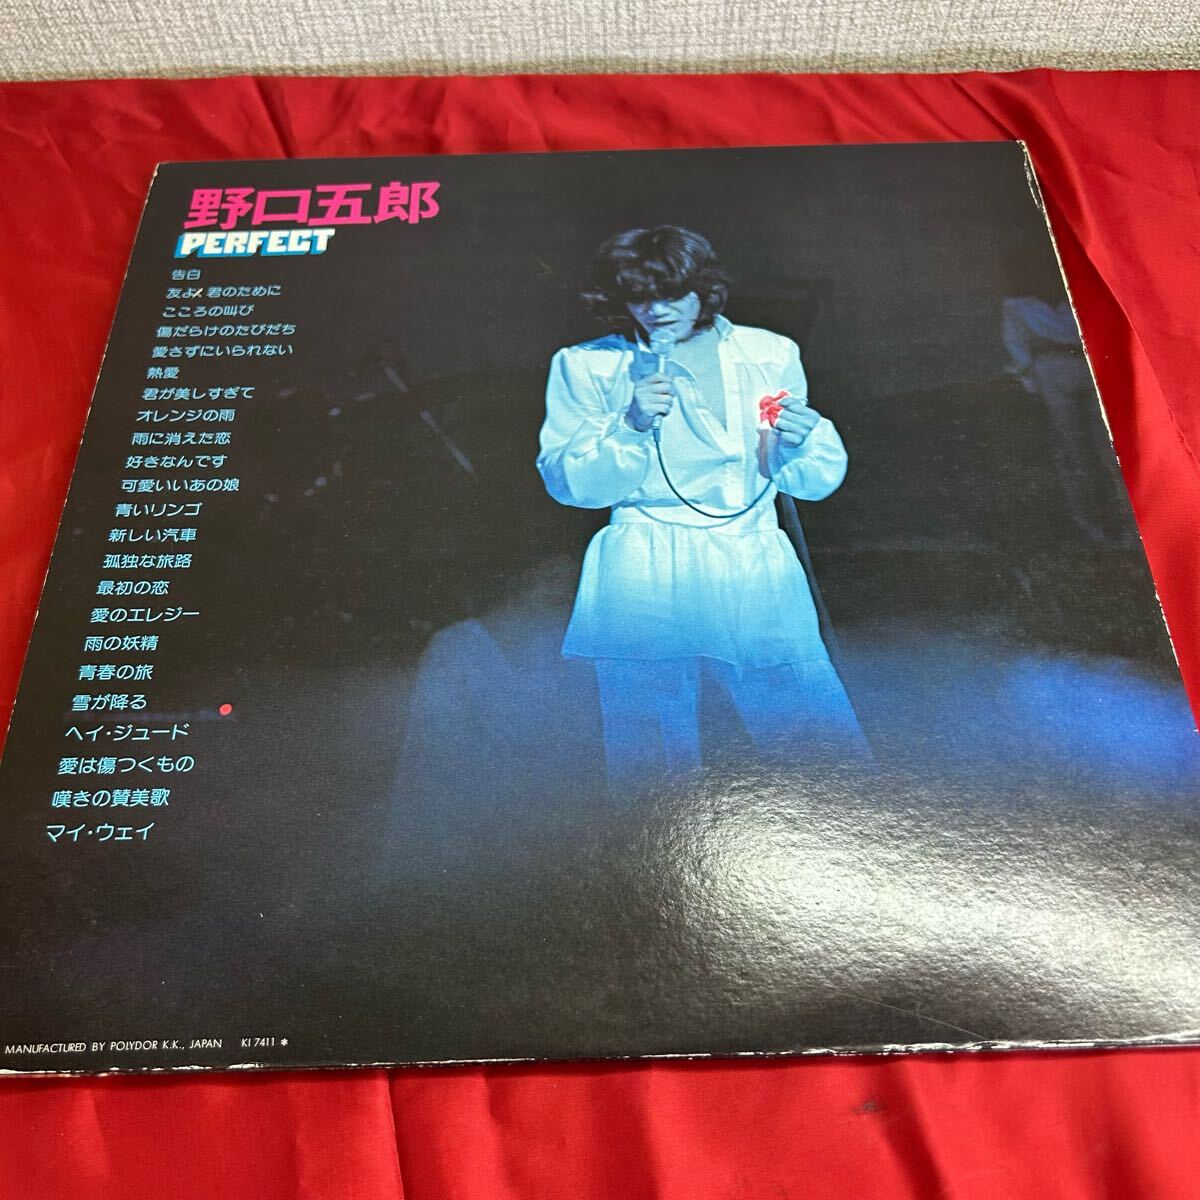 野口五郎
PERFECT
告白
友よ 君のために
こころの叫び
傷だらけのたびだち
愛さずにいられない
熱愛
君が美しすぎて
オレンジの雨
雨に消えた恋
好きなんです
可愛いいあの娘
青いリンゴ
新しい汽車
孤独な旅路
最初の恋
愛のエレジー
雨の妖精
青春の旅
雪が降る
ヘイ・ジュード
愛は傷つくもの
嘆きの賛美歌
マイ・ウェイ
MANUFACTURED BY POLYDOR K.K., JAPAN KI 7411 *